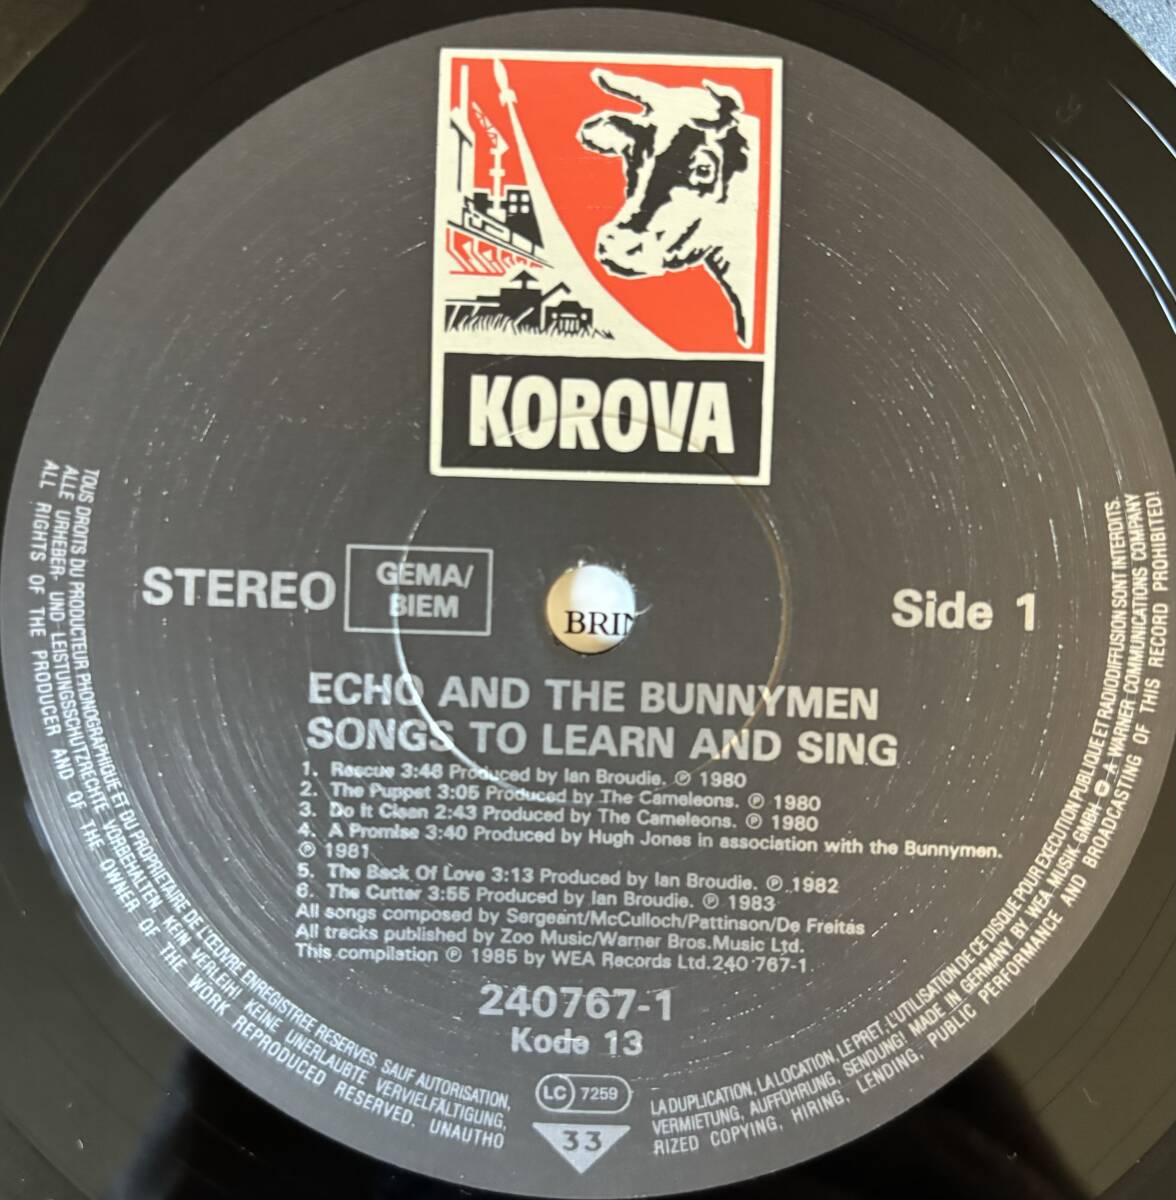 KOROVA
STEREO
GEMA/
BIEM
Side 1
BRIN
ECHO AND THE BUNNYMEN
SONGS TO LEARN AND SING
1. Rescue 3:48 Produced by Ian Broudie. ℗ 1980
2. The Puppet 3:05 Produced by The Cameleons. ℗ 1980
3. Do It Clean 2:43 Produced by The Cameleons. ℗ 1980
4. A Promise 3:40 Produced by Hugh Jones in association with the Bunnymen.
℗ 1981
5. The Back Of Love 3:13 Produced by Ian Broudie. ℗ 1982
6. The Cutter 3:55 Produced by Ian Broudie. ℗ 1983
All songs composed by Sergeant/McCulloch/Pattinson/De Freitas
All tracks published by Zoo Music/Warner Bros.Music Ltd.
This compilation ℗ 1985 by WEA Records Ltd.240 767-1.
240767-1
Kode 13
LC 7259
33
TOUS DROITS DU PRODUCTEUR PHONOGRAPHIQUE ET DU PROPRIETAIRE DE L'ŒUVRE ENREGISTREE RESERVES. SAUF AUTORISATION,
ALLE URHEBER- UND LEISTUNGSSCHUTZRECHTE VORBEHALTEN. KEIN VERLEIH! KEINE UNERLAUBTE VERVIELFÄLTIGUNG,
ALL RIGHTS OF THE PRODUCER AND OF THE OWNER OF THE WORK REPRODUCED RESERVED. UNAUTHO
LA DUPLICATION, LA LOCATION, LE PRET, L'UTILISATION DE CE DISQUE POUR EXECUTION PUBLIQUE ET RADIODIFFUSION SONT INTERDITS.
VERMIETUNG, AUFFÜHRUNG, SENDUNG! MADE IN GERMANY BY WEA MUSIK GMBH A WARNER COMMUNICATIONS COMPANY
RIZED COPYING, HIRING, LENDING, PUBLIC PERFORMANCE AND BROADCASTING OF THIS RECORD PROHIBITED!